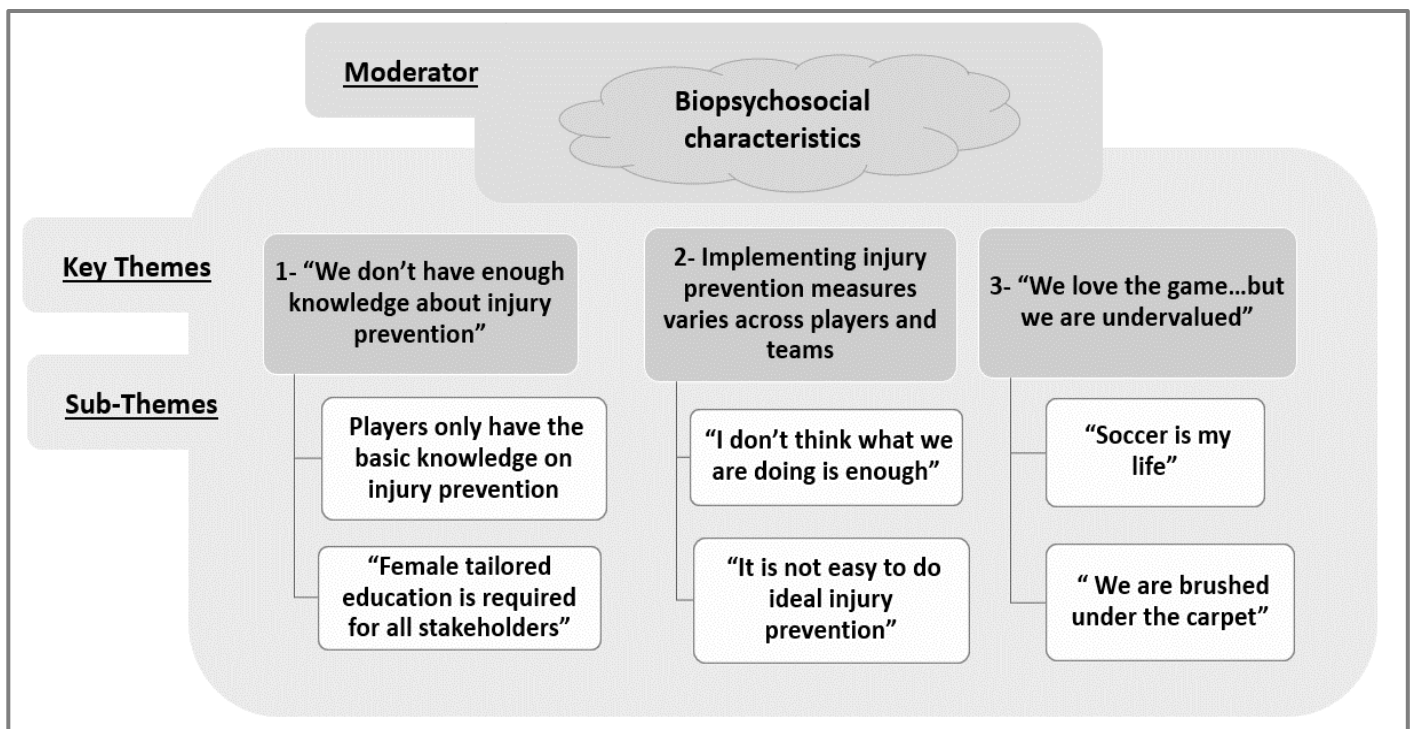 Moderator
Biopsychosocial
characteristics
Key Themes
1- “We don’t have enough
knowledge about injury
prevention”
2- Implementing injury
prevention measures
varies across players and
teams
3- “We love the game…but
we are undervalued”
Sub-Themes
Players only have the
basic knowledge on
injury prevention
“I don’t think what we
are doing is enough”
“Soccer is my
life”
“Female tailored
education is required
for all stakeholders”
“It is not easy to do
ideal injury
prevention”
“ We are brushed
under the carpet”